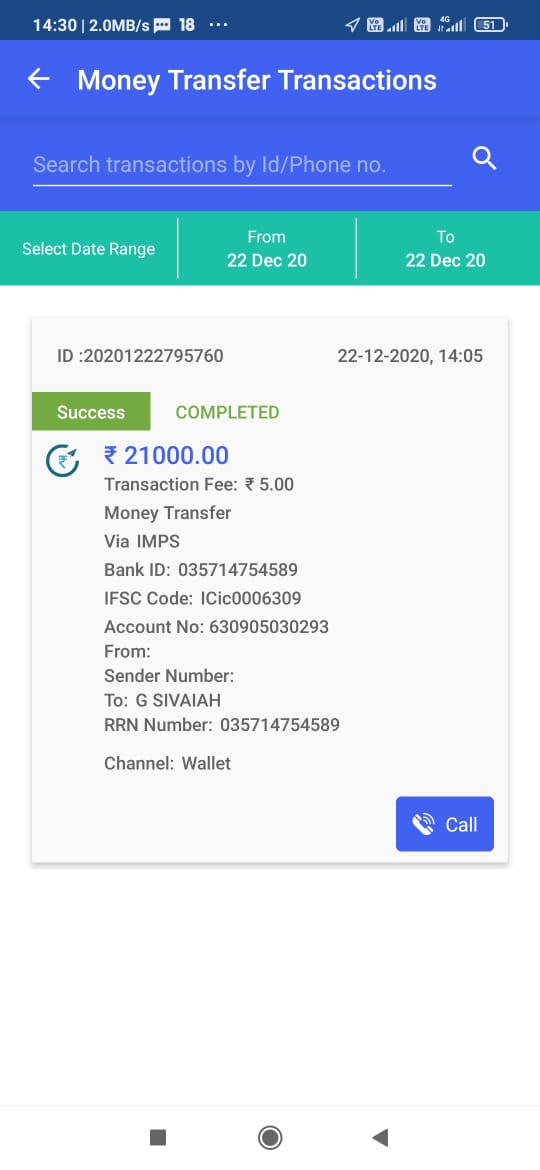 14:30 | 2.0MB/s 18 ...
Vo LTE Vo LTE 4G 51
Money Transfer Transactions
Search transactions by Id/Phone no.
Select Date Range
From
22 Dec 20
To
22 Dec 20
ID :20201222795760
22-12-2020, 14:05
Success COMPLETED
₹ 21000.00
Transaction Fee: ₹ 5.00
Money Transfer
Via IMPS
Bank ID: 035714754589
IFSC Code: ICic0006309
Account No: 630905030293
From:
Sender Number:
To: G SIVAIAH
RRN Number: 035714754589
Channel: Wallet
Call